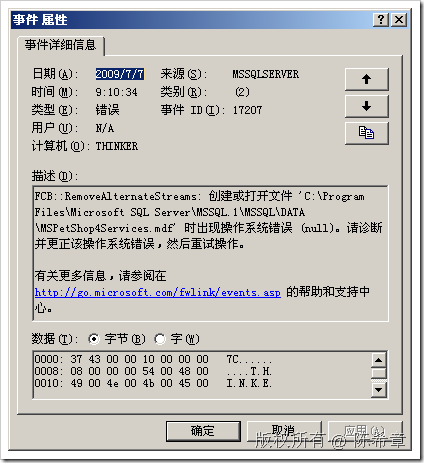 事件 属性
事件详细信息
日期(A): 2009/7/7 来源(S): MSSQLSERVER
时间(M): 9:10:34 类别(R): (2)
类型(E): 错误 事件 ID(I): 17207
用户(U): N/A
计算机(O): THINKER
描述(D):
FCB::RemoveAlternateStreams: 创建或打开文件 'C:\Program
Files\Microsoft SQL Server\MSSQL.1\MSSQL\DATA
\MSPetShop4Services.mdf' 时出现操作系统错误 (null)。请诊断
并更正该操作系统错误,然后重试操作。
有关更多信息,请参阅在
http://go.microsoft.com/fwlink/events.asp 的帮助和支持中
心。
数据(T): 字节(B) 字(W)
0000: 37 43 00 00 10 00 00 00 7C......
0008: 08 00 00 00 54 00 48 00 ....T.H.
0010: 49 00 4e 00 4b 00 45 00 I.N.K.E.
确定 取消 应用(A)
版权所有 @ 陈希章